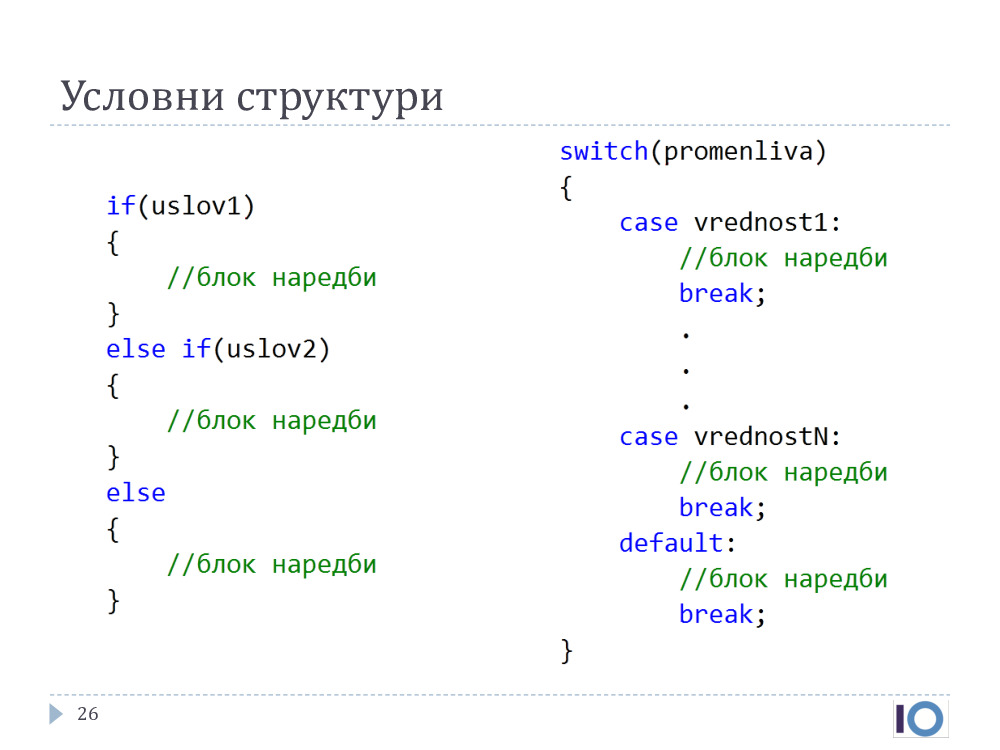 Условни структури
if(uslov1)
{
    //блок наредби
}
else if(uslov2)
{
    //блок наредби
}
else
{
    //блок наредби
}
switch(promenliva)
{
    case vrednost1:
        //блок наредби
        break;
        .
        .
        .
    case vrednostN:
        //блок наредби
        break;
    default:
        //блок наредби
        break;
}
26
IO